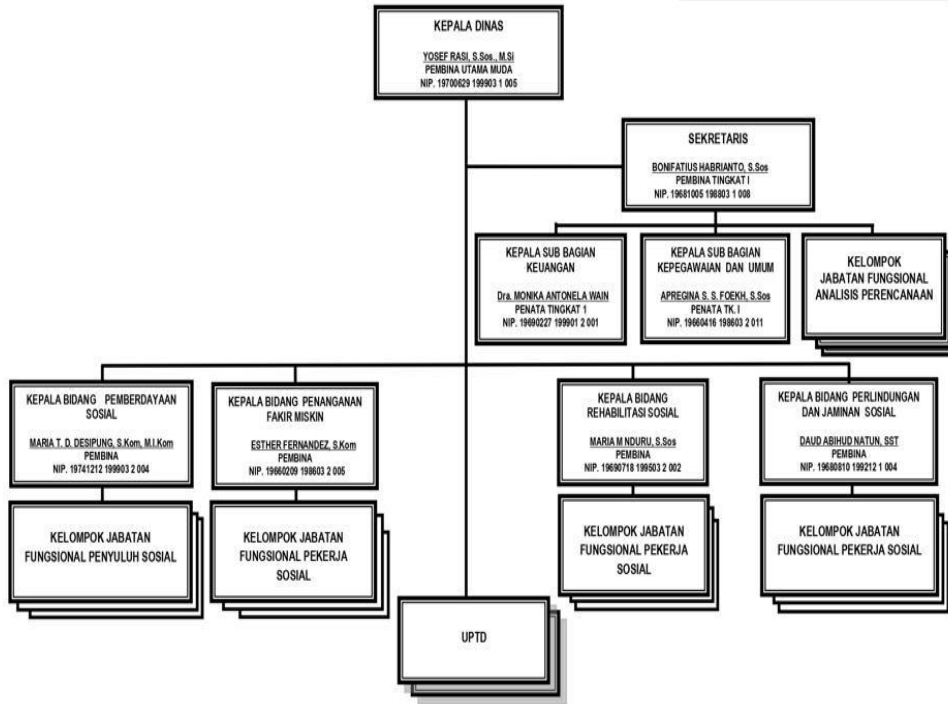 KEPALA DINAS
YOSEF RASI, S.Sos., M.Si
PEMBINA UTAMA MUDA
NIP. 19700629 199903 1 005
SEKRETARIS
BONIFATIUS HABRIANTO, S.Sos
PEMBINA TINGKAT I
NIP. 19681005 198803 1 008
KEPALA SUB BAGIAN
KEUANGAN
Dra. MONIKA ANTONELA WAIN
PENATA TINGKAT 1
NIP. 19690227 199901 2 001
KEPALA SUB BAGIAN
KEPEGAWAIAN DAN UMUM
APREGINA S. S. FOEKH, S.Sos
PENATA TK. I
NIP. 19660416 198603 2 011
KELOMPOK
JABATAN FUNGSIONAL
ANALISIS PERENCANAAN
KEPALA BIDANG PEMBERDAYAAN
SOSIAL
MARIA T. D. DESIPUNG, S.Kom, M.I.Kom
PEMBINA
NIP. 19741212 199903 2 004
KEPALA BIDANG PENANGANAN
FAKIR MISKIN
ESTHER FERNANDEZ, S.Kom
PEMBINA
NIP. 19660209 198603 2 005
KEPALA BIDANG
REHABILITASI SOSIAL
MARIA M NDURU, S.Sos
PEMBINA
NIP. 19690718 199503 2 002
KEPALA BIDANG PERLINDUNGAN
DAN JAMINAN SOSIAL
DAUD ABIHUD NATUN, SST
PEMBINA
NIP. 19680810 199212 1 004
KELOMPOK JABATAN
FUNGSIONAL PENYULUH SOSIAL
KELOMPOK JABATAN
FUNGSIONAL PEKERJA
SOSIAL
KELOMPOK JABATAN
FUNGSIONAL PEKERJA
SOSIAL
KELOMPOK JABATAN
FUNGSIONAL PEKERJA SOSIAL
UPTD